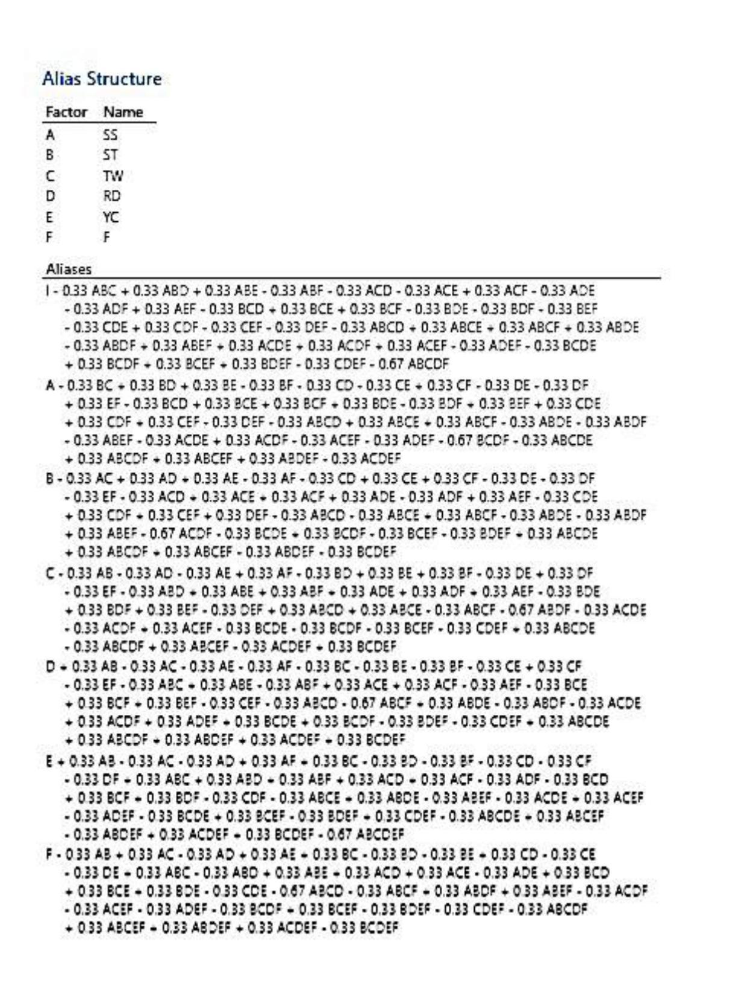 Alias Structure
Factor Name
A SS
B ST
C TW
D RD
E YC
F F
Aliases
I - 0.33 ABC + 0.33 ABD + 0.33 ABE - 0.33 ABF - 0.33 ACD - 0.33 ACE + 0.33 ACF - 0.33 ADE
- 0.33 ADF + 0.33 AEF - 0.33 BCD + 0.33 BCE + 0.33 BCF - 0.33 BDE - 0.33 BDF - 0.33 BEF
- 0.33 CDE + 0.33 CDF - 0.33 CEF - 0.33 DEF - 0.33 ABCD + 0.33 ABCE + 0.33 ABCF + 0.33 ABDE
- 0.33 ABDF + 0.33 ABEF + 0.33 ACDE + 0.33 ACDF + 0.33 ACEF - 0.33 ADEF - 0.33 BCDE
+ 0.33 BCDF + 0.33 BCEF + 0.33 BDEF - 0.33 CDEF - 0.67 ABCDF
A - 0.33 BC + 0.33 BD + 0.33 BE - 0.33 BF - 0.33 CD - 0.33 CE + 0.33 CF - 0.33 DE - 0.33 DF
+ 0.33 EF - 0.33 BCD + 0.33 BCE + 0.33 BCF + 0.33 BDE - 0.33 BDF + 0.33 BEF + 0.33 CDE
+ 0.33 CDF + 0.33 CEF - 0.33 DEF - 0.33 ABCD + 0.33 ABCE + 0.33 ABCF - 0.33 ABDE - 0.33 ABDF
- 0.33 ABEF - 0.33 ACDE + 0.33 ACDF - 0.33 ACEF - 0.33 ADEF - 0.67 BCDF - 0.33 ABCDE
+ 0.33 ABCDF + 0.33 ABCEF + 0.33 ABDEF - 0.33 ACDEF
B - 0.33 AC + 0.33 AD + 0.33 AE - 0.33 AF - 0.33 CD + 0.33 CE + 0.33 CF - 0.33 DE - 0.33 DF
- 0.33 EF - 0.33 ACD + 0.33 ACE + 0.33 ACF + 0.33 ADE - 0.33 ADF + 0.33 AEF - 0.33 CDE
+ 0.33 CDF + 0.33 CEF + 0.33 DEF - 0.33 ABCD - 0.33 ABCE + 0.33 ABCF - 0.33 ABDE - 0.33 ABDF
+ 0.33 ABEF - 0.67 ACDF - 0.33 BCDE + 0.33 BCDF - 0.33 BCEF - 0.33 BDEF + 0.33 ABCDE
+ 0.33 ABCDF + 0.33 ABCEF - 0.33 ABDEF - 0.33 BCDEF
C - 0.33 AB - 0.33 AD - 0.33 AE + 0.33 AF - 0.33 BD + 0.33 BE + 0.33 BF - 0.33 DE + 0.33 DF
- 0.33 EF - 0.33 ABD + 0.33 ABE + 0.33 ABF + 0.33 ADE + 0.33 ADF + 0.33 AEF - 0.33 BDE
+ 0.33 BDF + 0.33 BEF - 0.33 DEF + 0.33 ABCD + 0.33 ABCE - 0.33 ABCF - 0.67 ABDF - 0.33 ACDE
- 0.33 ACDF + 0.33 ACEF - 0.33 BCDE - 0.33 BCDF - 0.33 BCEF - 0.33 CDEF + 0.33 ABCDE
- 0.33 ABCDF + 0.33 ABCEF - 0.33 ACDEF + 0.33 BCDEF
D + 0.33 AB - 0.33 AC - 0.33 AE - 0.33 AF - 0.33 BC - 0.33 BE - 0.33 BF - 0.33 CE + 0.33 CF
- 0.33 EF - 0.33 ABC + 0.33 ABE - 0.33 ABF + 0.33 ACE + 0.33 ACF - 0.33 AEF - 0.33 BCE
+ 0.33 BCF + 0.33 BEF - 0.33 CEF - 0.33 ABCD - 0.67 ABCF + 0.33 ABDE - 0.33 ABDF - 0.33 ACDE
+ 0.33 ACDF + 0.33 ADEF + 0.33 BCDE + 0.33 BCDF - 0.33 BDEF - 0.33 CDEF + 0.33 ABCDE
+ 0.33 ABCDF + 0.33 ABDEF + 0.33 ACDEF + 0.33 BCDEF
E + 0.33 AB - 0.33 AC - 0.33 AD + 0.33 AF + 0.33 BC - 0.33 BD - 0.33 BF - 0.33 CD - 0.33 CF
- 0.33 DF + 0.33 ABC + 0.33 ABD + 0.33 ABF + 0.33 ACD + 0.33 ACF - 0.33 ADF - 0.33 BCD
+ 0.33 BCF + 0.33 BDF - 0.33 CDF - 0.33 ABCE + 0.33 ABDE - 0.33 ABEF - 0.33 ACDE + 0.33 ACEF
- 0.33 ADEF - 0.33 BCDE + 0.33 BCEF - 0.33 BDEF + 0.33 CDEF - 0.33 ABCDE + 0.33 ABCEF
- 0.33 ABDEF + 0.33 ACDEF + 0.33 BCDEF - 0.67 ABCDEF
F - 0.33 AB + 0.33 AC - 0.33 AD + 0.33 AE + 0.33 BC - 0.33 BD - 0.33 BE + 0.33 CD - 0.33 CE
- 0.33 DE + 0.33 ABC - 0.33 ABD + 0.33 ABE + 0.33 ACD + 0.33 ACE - 0.33 ADE + 0.33 BCD
+ 0.33 BCE + 0.33 BDE - 0.33 CDE - 0.67 ABCD - 0.33 ABCF + 0.33 ABDF + 0.33 ABEF - 0.33 ACDF
- 0.33 ACEF - 0.33 ADEF - 0.33 BCDF + 0.33 BCEF - 0.33 BDEF - 0.33 CDEF - 0.33 ABCDF
+ 0.33 ABCEF + 0.33 ABDEF + 0.33 ACDEF - 0.33 BCDEF